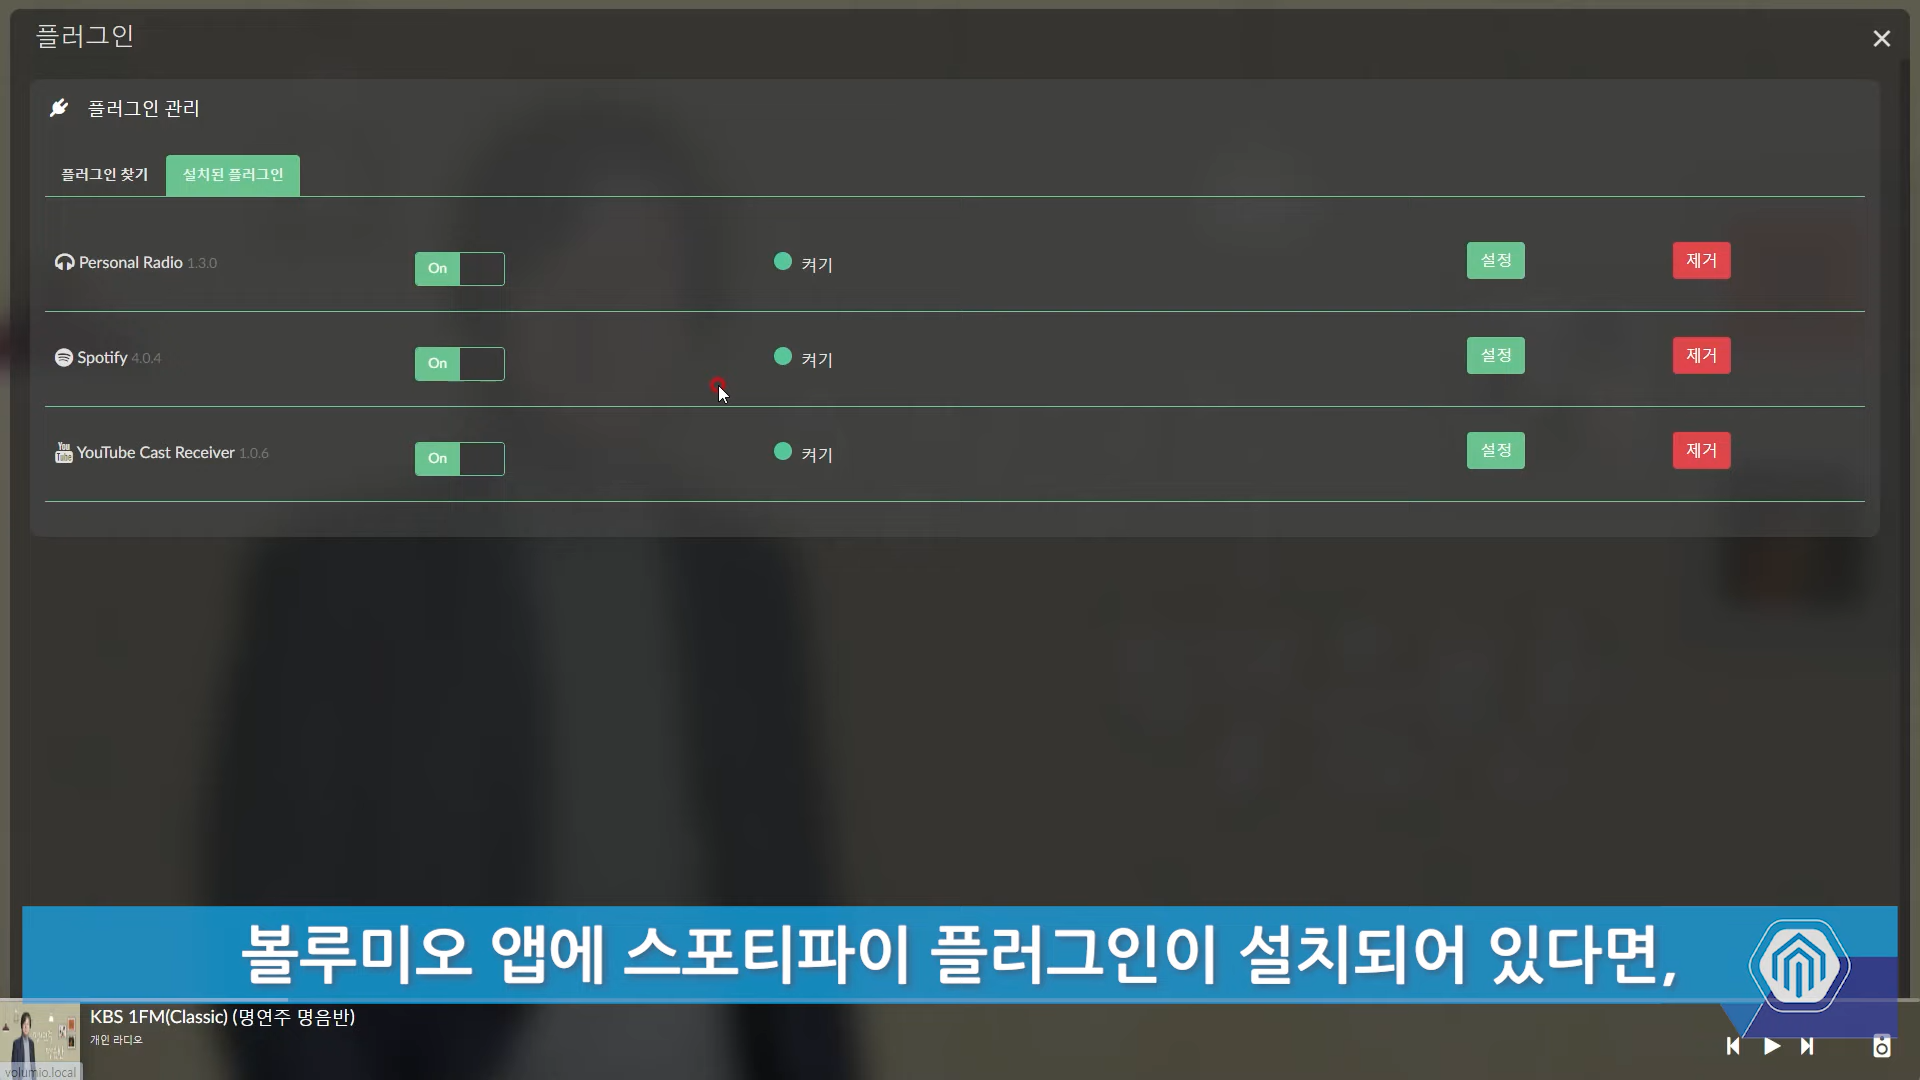 플러그인
플러그인 관리
플러그인 찾기
설치된 플러그인
Personal Radio 1.3.0
On
켜기
설정
제거
Spotify 4.0.4
On
켜기
설정
제거
You
Tube
YouTube Cast Receiver 1.0.6
On
켜기
설정
제거
볼루미오 앱에 스포티파이 플러그인이 설치되어 있다면,
KBS 1FM(Classic) (명연주 명음반)
개인 라디오
volumio.local